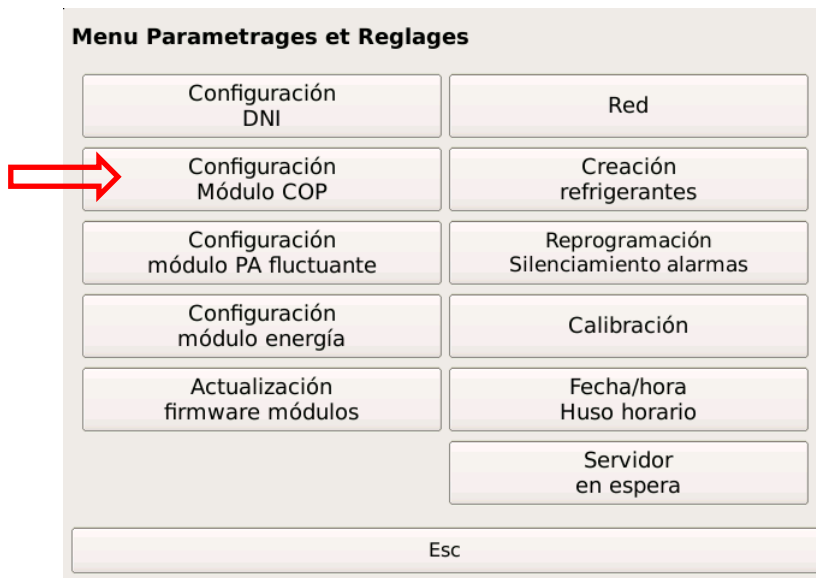 Menu Parametrages et Reglages
Configuración
DNI
Red
Configuración
Módulo COP
Creación
refrigerantes
Configuración
módulo PA fluctuante
Reprogramación
Silenciamiento alarmas
Configuración
módulo energía
Calibración
Actualización
firmware módulos
Fecha/hora
Huso horario
Servidor
en espera
Esc